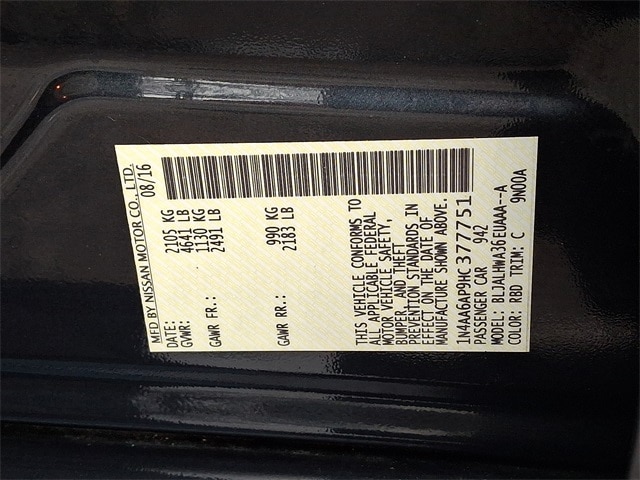 MFD BY NISSAN MOTOR CO., LTD.
DATE: 08/16
GVWR: 2105 KG
4641 LB
GAWR FR.: 1130 KG
2491 LB
GAWR RR.: 990 KG
2183 LB
THIS VEHICLE CONFORMS TO
ALL APPLICABLE FEDERAL
MOTOR VEHICLE SAFETY,
BUMPER, AND THEFT
PREVENTION STANDARDS IN
EFFECT ON THE DATE OF
MANUFACTURE SHOWN ABOVE.
1N4AA6AP9HC377751
PASSENGER CAR 942
MODEL: BLJALHWA36EUAAA--A
COLOR: RBD TRIM: C 9N00A